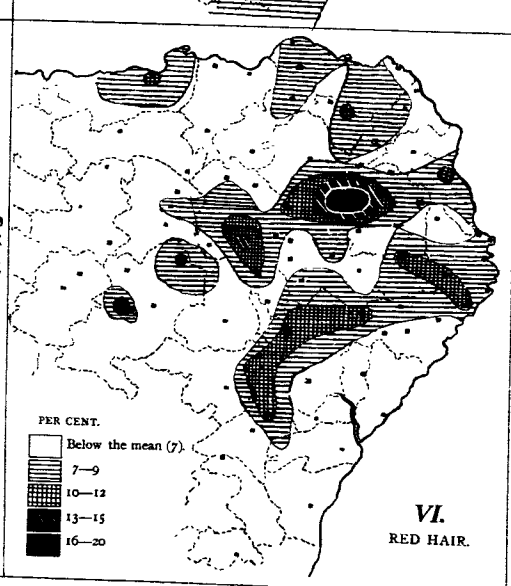 PER CENT.
Below the mean (7).
7—9
10—12
13—15
16—20
VI.
RED HAIR.